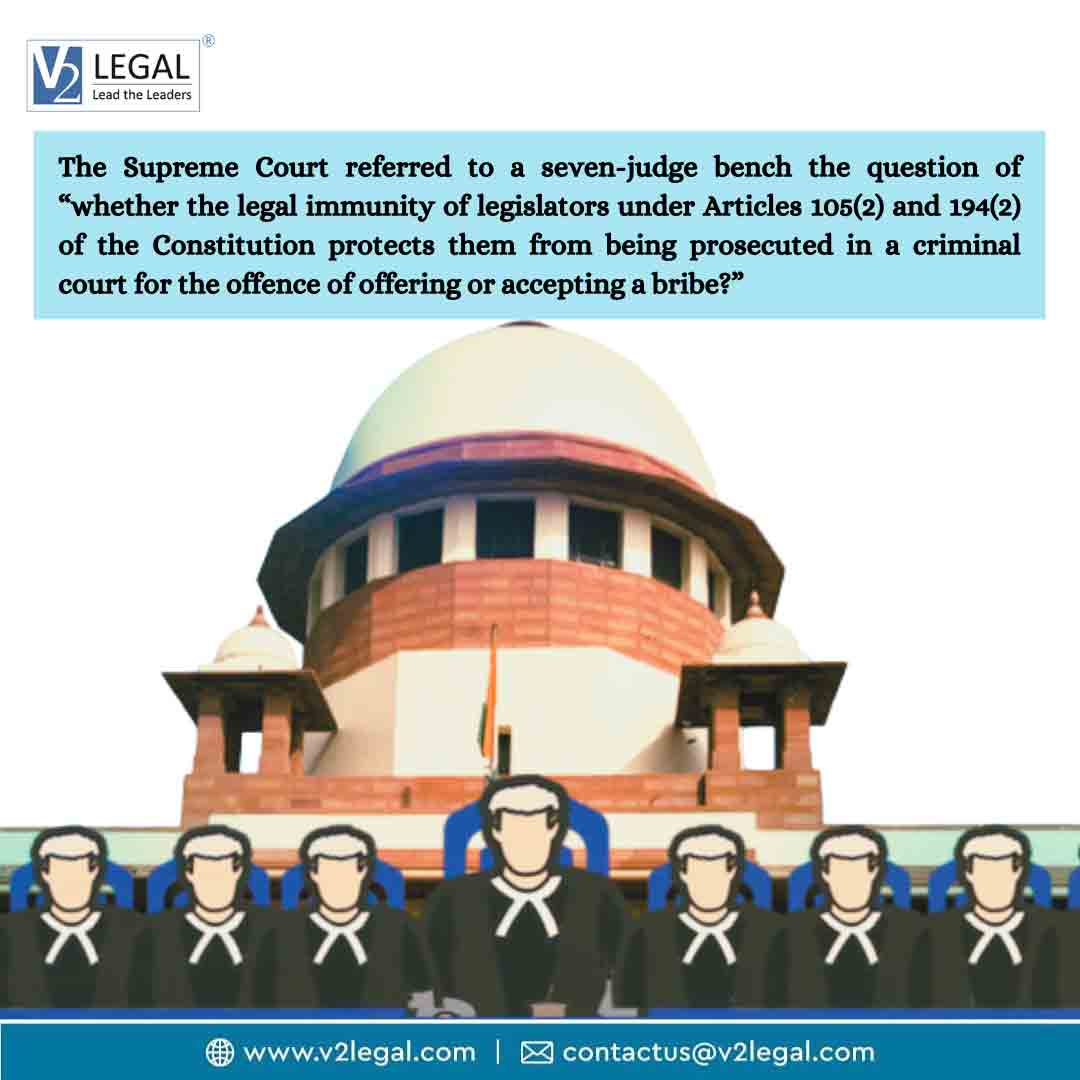 V2 LEGAL ®
Lead the Leaders
The Supreme Court referred to a seven-judge bench the question of
“whether the legal immunity of legislators under Articles 105(2) and 194(2)
of the Constitution protects them from being prosecuted in a criminal
court for the offence of offering or accepting a bribe?”
www.v2legal.com | contactus@v2legal.com